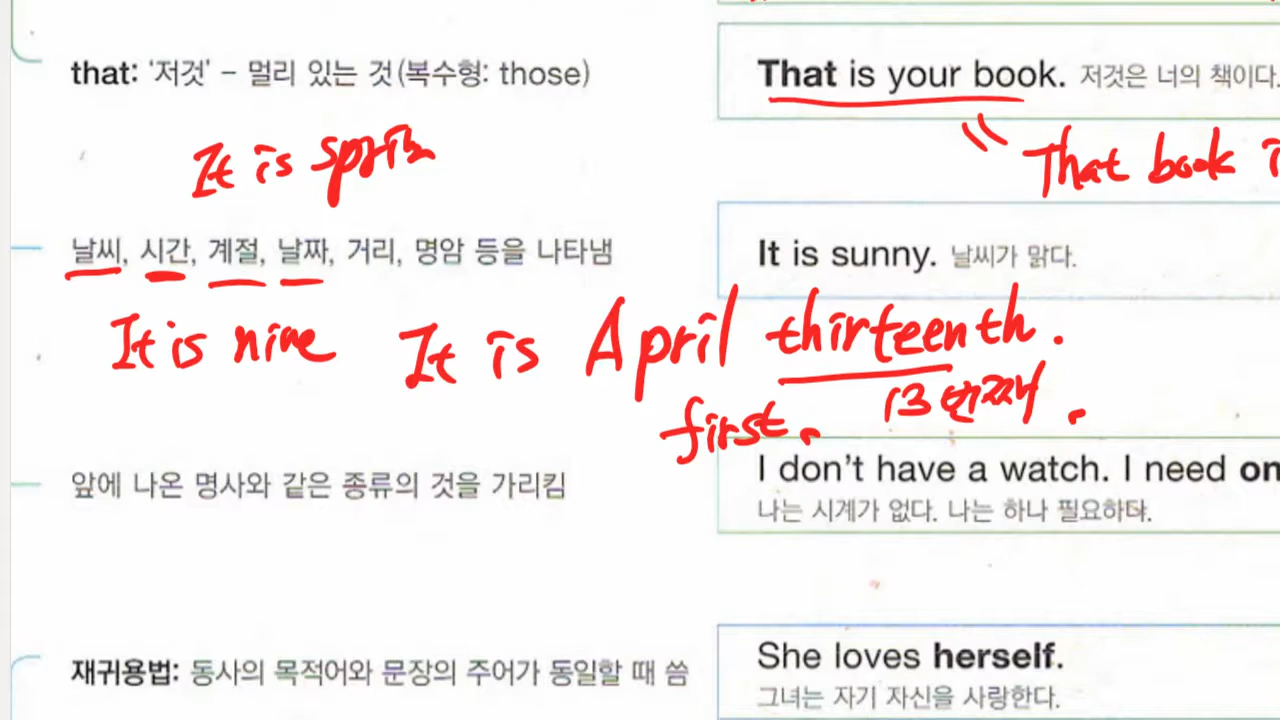 that: '저것' – 멀리 있는 것(복수형: those)
That is your book. 저것은 너의 책이다.
It is
That book
날씨, 시간, 계절, 날짜, 거리, 명암 등을 나타냄
It is sunny. 날씨가 맑다.
It is nine
It is April thirteenth.
first.
13번째.
앞에 나온 명사와 같은 종류의 것을 가리킴
I don't have a watch. I need on
나는 시계가 없다. 나는 하나 필요하다.
재귀용법: 동사의 목적어와 문장의 주어가 동일할 때 씀
She loves herself.
그녀는 자기 자신을 사랑한다.